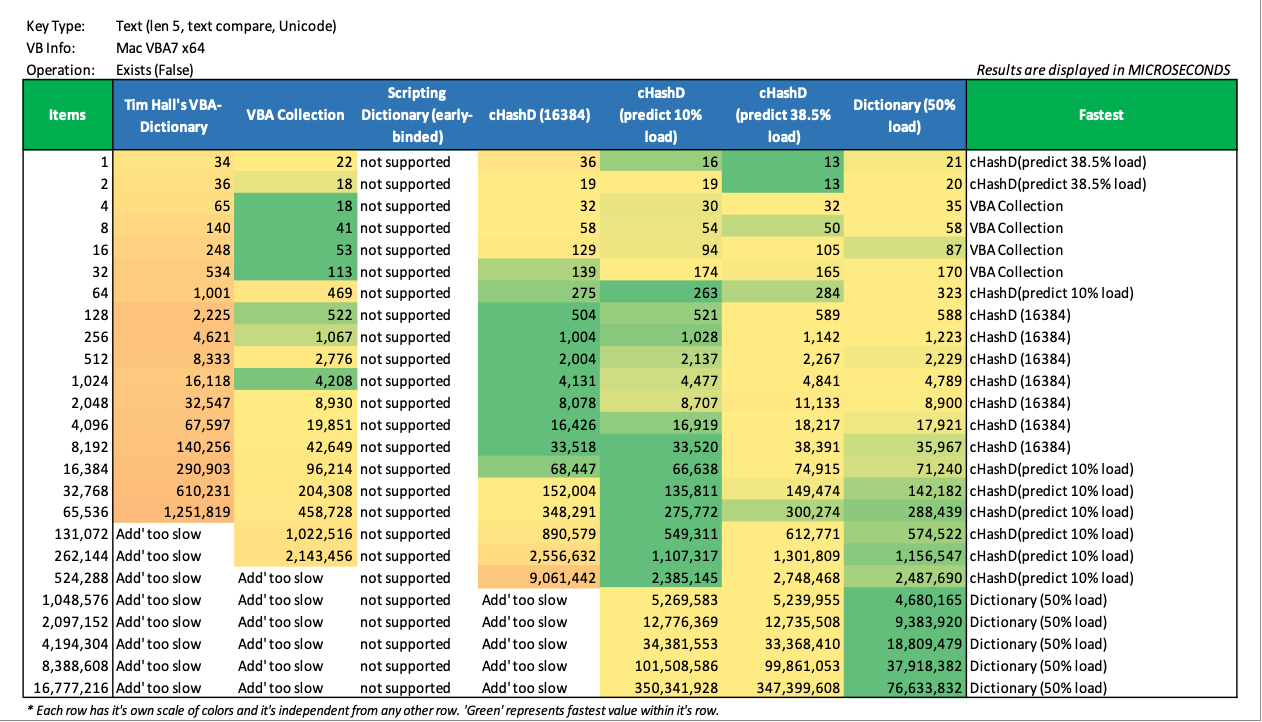 Key Type: Text (len 5, text compare, Unicode)
VB Info: Mac VBA7 x64
Operation: Exists (False) Results are displayed in MICROSECONDS
Items Tim Hall's VBA-Dictionary VBA Collection Scripting Dictionary (early-binded) cHashD (16384) cHashD (predict 10% load) cHashD (predict 38.5% load) Dictionary (50% load) Fastest
1 34 22 not supported 36 16 13 21 cHashD(predict 38.5% load)
2 36 18 not supported 19 19 13 20 cHashD(predict 38.5% load)
4 65 18 not supported 32 30 32 35 VBA Collection
8 140 41 not supported 58 54 50 58 VBA Collection
16 248 53 not supported 129 94 105 87 VBA Collection
32 534 113 not supported 139 174 165 170 VBA Collection
64 1,001 469 not supported 275 263 284 323 cHashD(predict 10% load)
128 2,225 522 not supported 504 521 589 588 cHashD (16384)
256 4,621 1,067 not supported 1,004 1,028 1,142 1,223 cHashD (16384)
512 8,333 2,776 not supported 2,004 2,137 2,267 2,229 cHashD (16384)
1,024 16,118 4,208 not supported 4,131 4,477 4,841 4,789 cHashD (16384)
2,048 32,547 8,930 not supported 8,078 8,707 11,133 8,900 cHashD (16384)
4,096 67,597 19,851 not supported 16,426 16,919 18,217 17,921 cHashD (16384)
8,192 140,256 42,649 not supported 33,518 33,520 38,391 35,967 cHashD (16384)
16,384 290,903 96,214 not supported 68,447 66,638 74,915 71,240 cHashD(predict 10% load)
32,768 610,231 204,308 not supported 152,004 135,811 149,474 142,182 cHashD(predict 10% load)
65,536 1,251,819 458,728 not supported 348,291 275,772 300,274 288,439 cHashD(predict 10% load)
131,072 Add' too slow 1,022,516 not supported 890,579 549,311 612,771 574,522 cHashD(predict 10% load)
262,144 Add' too slow 2,143,456 not supported 2,556,632 1,107,317 1,301,809 1,156,547 cHashD(predict 10% load)
524,288 Add' too slow Add' too slow not supported 9,061,442 2,385,145 2,748,468 2,487,690 cHashD(predict 10% load)
1,048,576 Add' too slow Add' too slow not supported Add' too slow 5,269,583 5,239,955 4,680,165 Dictionary (50% load)
2,097,152 Add' too slow Add' too slow not supported Add' too slow 12,776,369 12,735,508 9,383,920 Dictionary (50% load)
4,194,304 Add' too slow Add' too slow not supported Add' too slow 34,381,553 33,368,410 18,809,479 Dictionary (50% load)
8,388,608 Add' too slow Add' too slow not supported Add' too slow 101,508,586 99,861,053 37,918,382 Dictionary (50% load)
16,777,216 Add' too slow Add' too slow not supported Add' too slow 350,341,928 347,399,608 76,633,832 Dictionary (50% load)
* Each row has it's own scale of colors and it's independent from any other row. 'Green' represents fastest value within it's row.